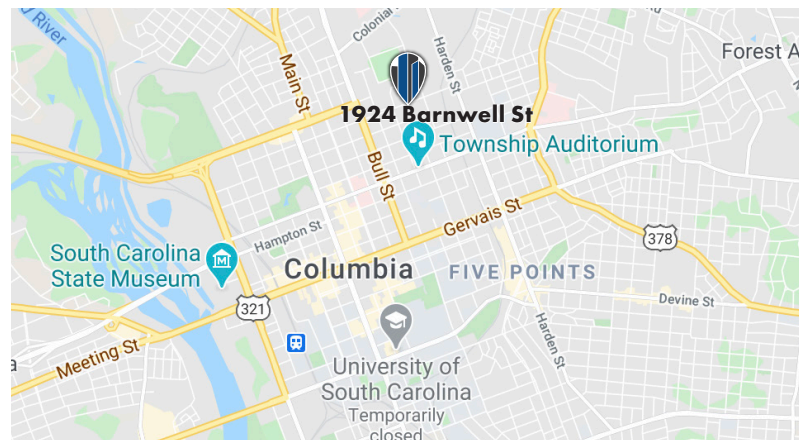 River
Colonial
Harden St
Forest A
Main St
1924 Barnwell St
Township Auditorium
Bull St
Gervais St
Hampton St
378
South Carolina
State Museum
Columbia
FIVE POINTS
321
Devine St
Harden St
Meeting St
a
University of
South Carolina
Temporarily
closed